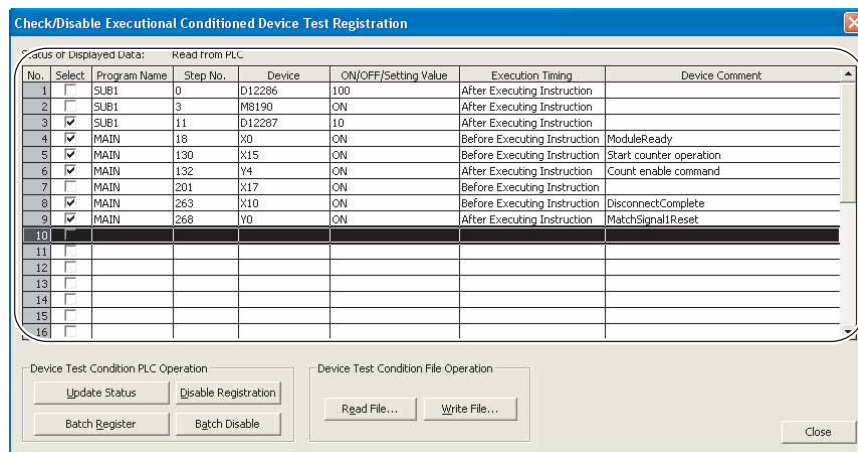 Check/Disable Executional Conditioned Device Test Registration
Status of Displayed Data: Read from PLC
No. Select Program Name Step No. Device ON/OFF/Setting Value Execution Timing Device Comment
1 SUB1 0 D12286 100 After Executing Instruction
2 SUB1 3 M8190 ON After Executing Instruction
3 SUB1 11 D12287 10 After Executing Instruction
4 MAIN 18 X0 ON Before Executing Instruction ModuleReady
5 MAIN 130 X15 ON Before Executing Instruction Start counter operation
6 MAIN 132 Y4 ON After Executing Instruction Count enable command
7 MAIN 201 X17 ON Before Executing Instruction
8 MAIN 263 X10 ON Before Executing Instruction DisconnectComplete
9 MAIN 268 Y0 ON After Executing Instruction MatchSignal1Reset
10
11
12
13
14
15
16
Device Test Condition PLC Operation Device Test Condition File Operation
Update Status Disable Registration
Read File... Write File...
Batch Register Batch Disable
Close